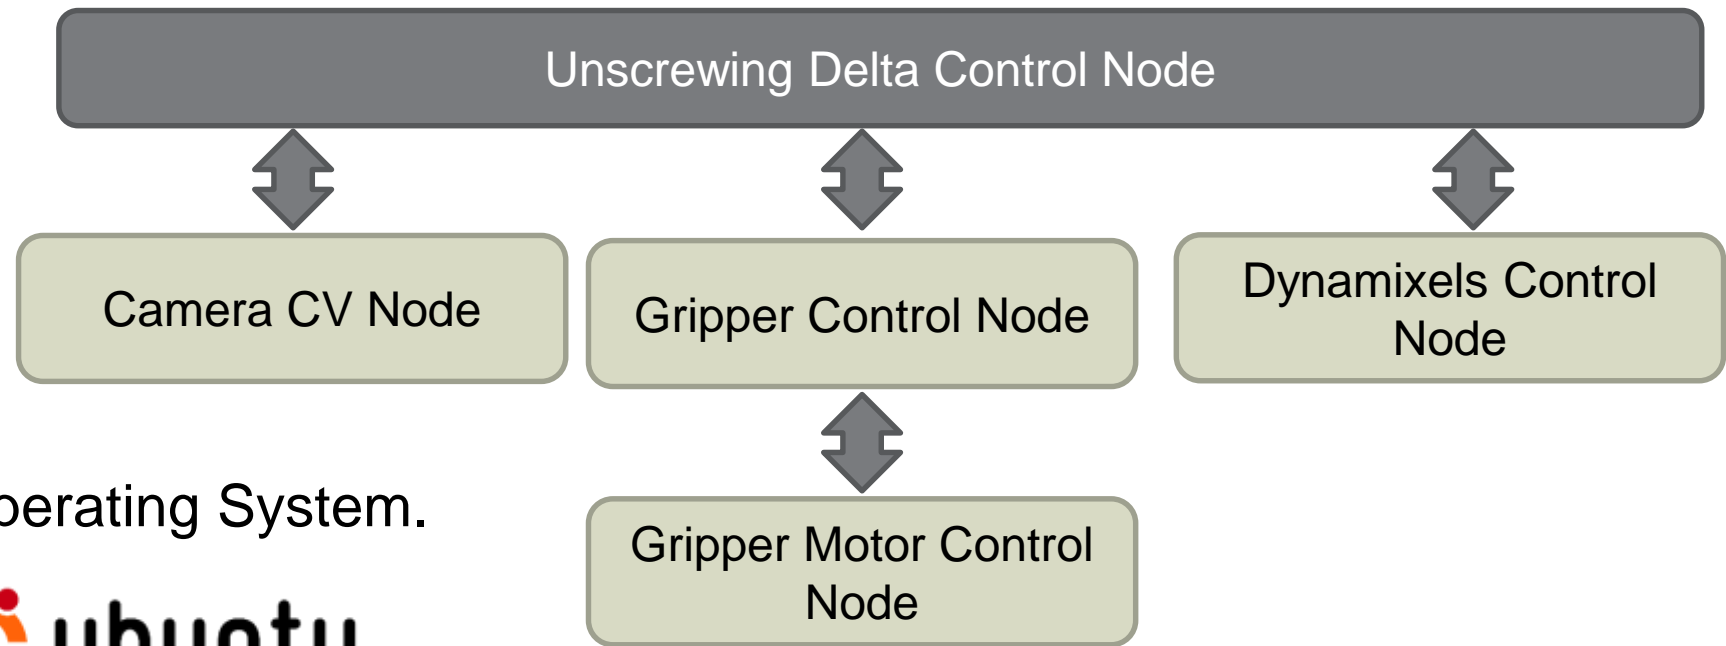 Unscrewing Delta Control Node
Camera CV Node
Gripper Control Node
Dynamixels Control
Node
perating System.
Gripper Motor Control
Node
ubuntu